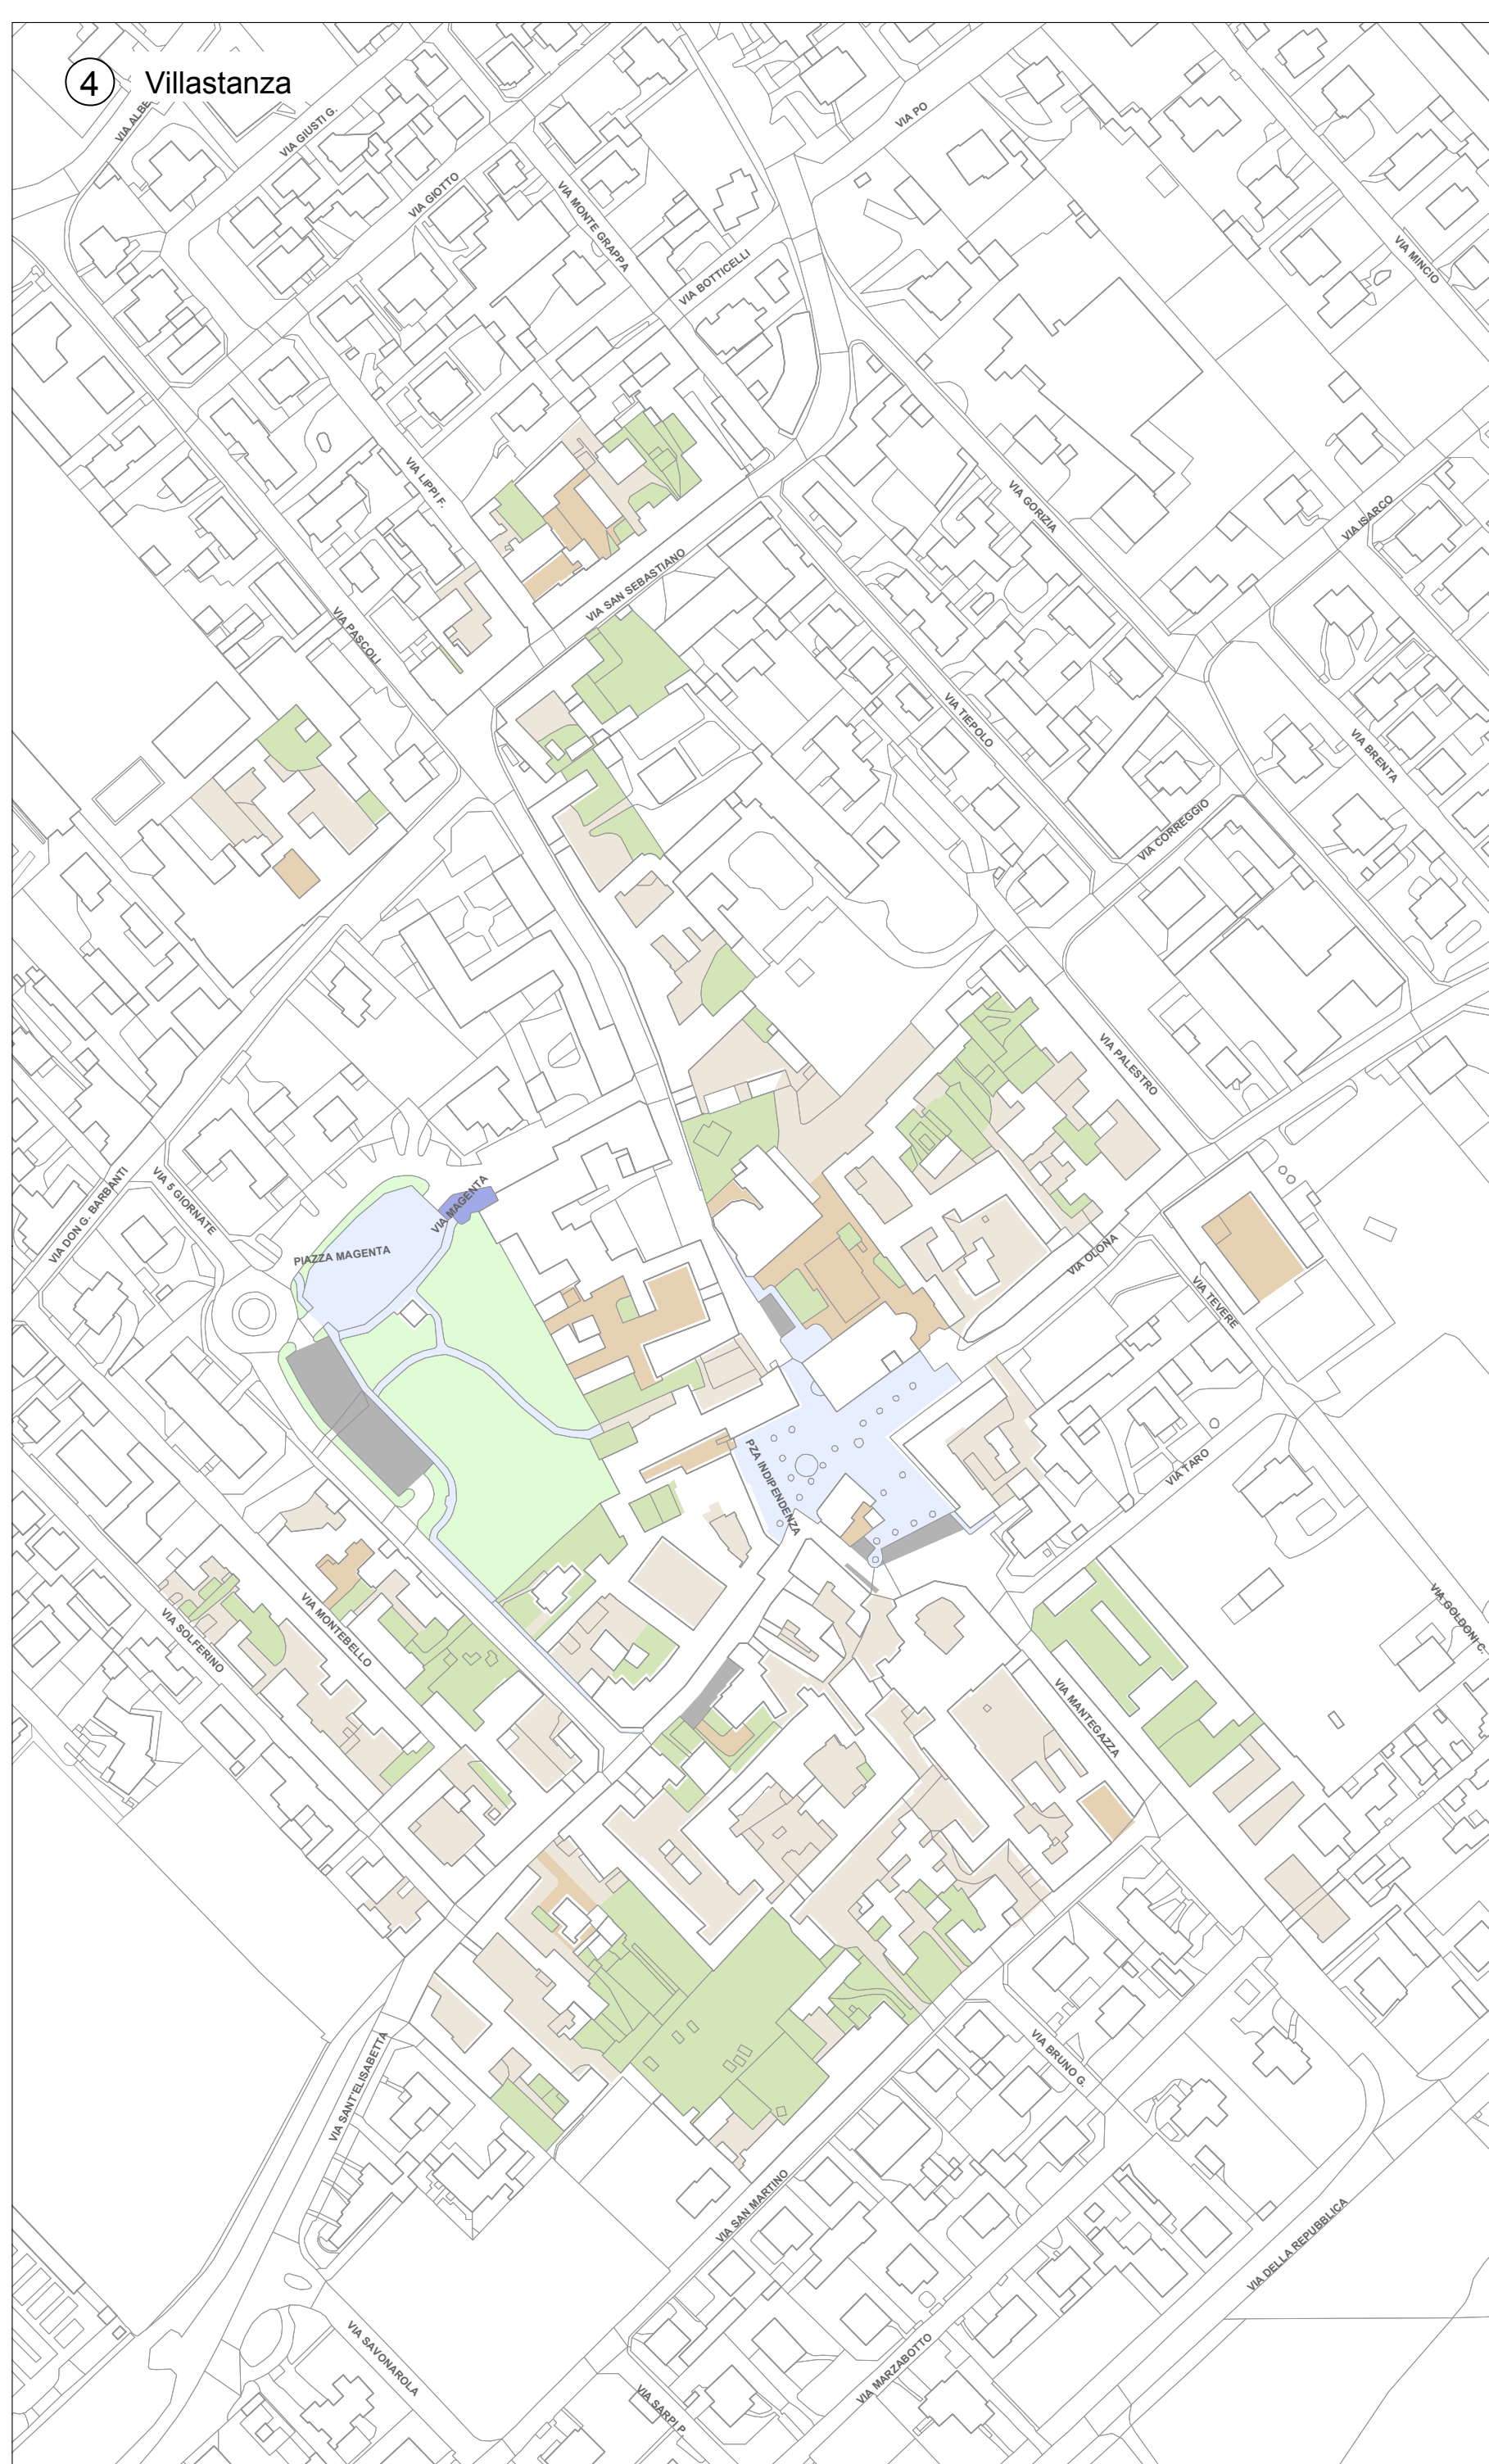 4 Villastanza
VIA ALBE
VIA GIUSTI G.
VIA GIOTTO
VIA MONTE GRAPPA
VIA PO
VIA BOTTICELLI
VIA MINCIO
VIA LIPPI F.
VIA GORIZIA
VIA ISARCO
VIA SAN SEBASTIANO
VIA PASCOLI
VIA TIEPOLO
VIA BRENTA
VIA CORREGGIO
VIA PALESTRO
VIA DON G. BARBANTI
VIA 5 GIORNATE
VIA MAGENTA
PIAZZA MAGENTA
VIA OLONA
VIA TEVERE
PZA INDIPENDENZA
VIA TARO
VIA GOLDONI C.
VIA MONTEBELLO
VIA SOLFERINO
VIA MANTEGAZZA
VIA SANT'ELISABETTA
VIA BRUNO G.
VIA SAN MARTINO
VIA DELLA REPUBBLICA
VIA SAVONAROLA
VIA MARZABOTTO
VIA SARPI P.